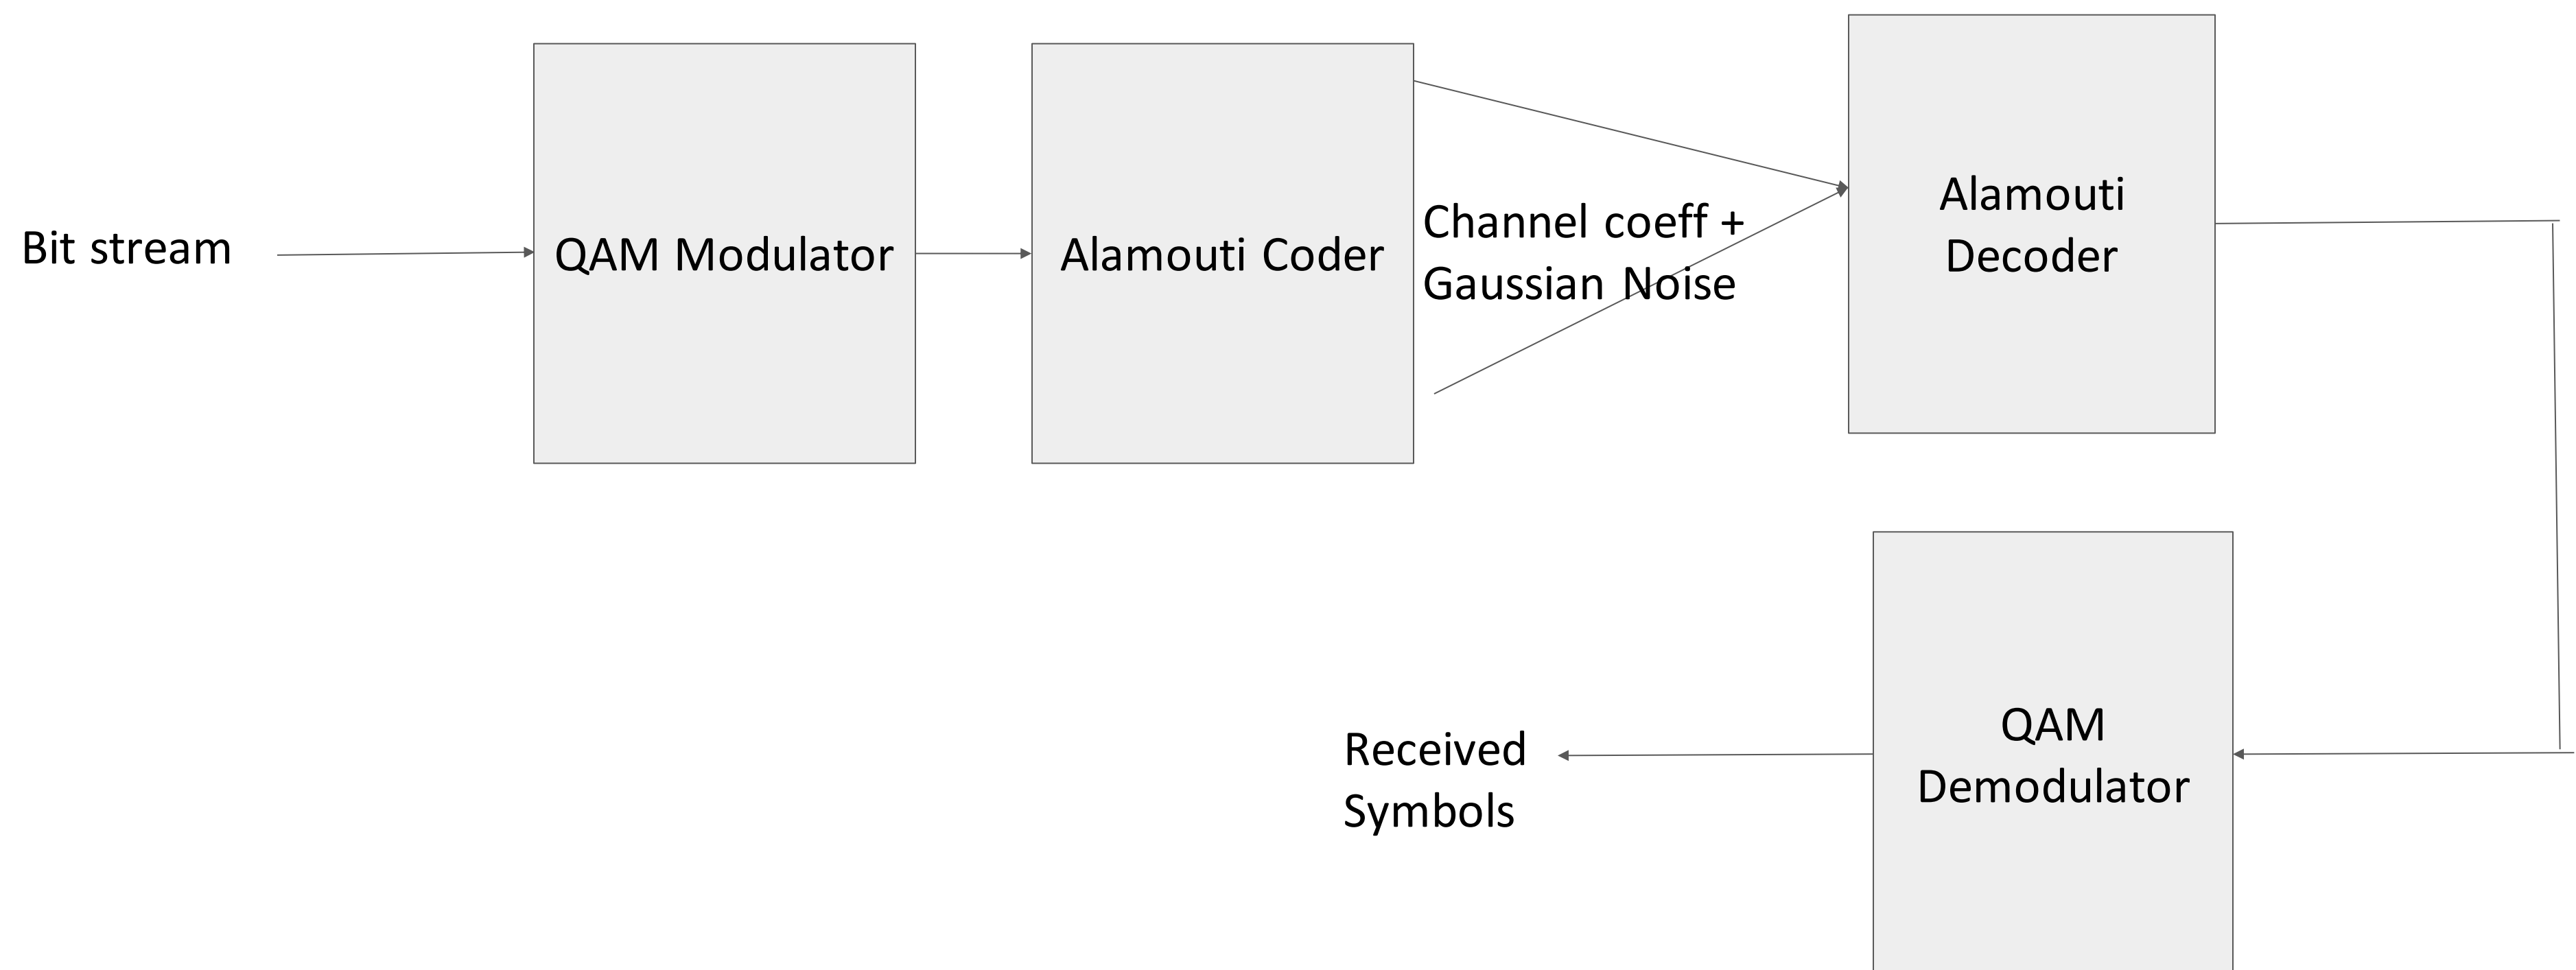 Bit stream
QAM Modulator
Alamouti Coder
Channel coeff +
Gaussian Noise
Alamouti
Decoder
QAM
Demodulator
Received
Symbols